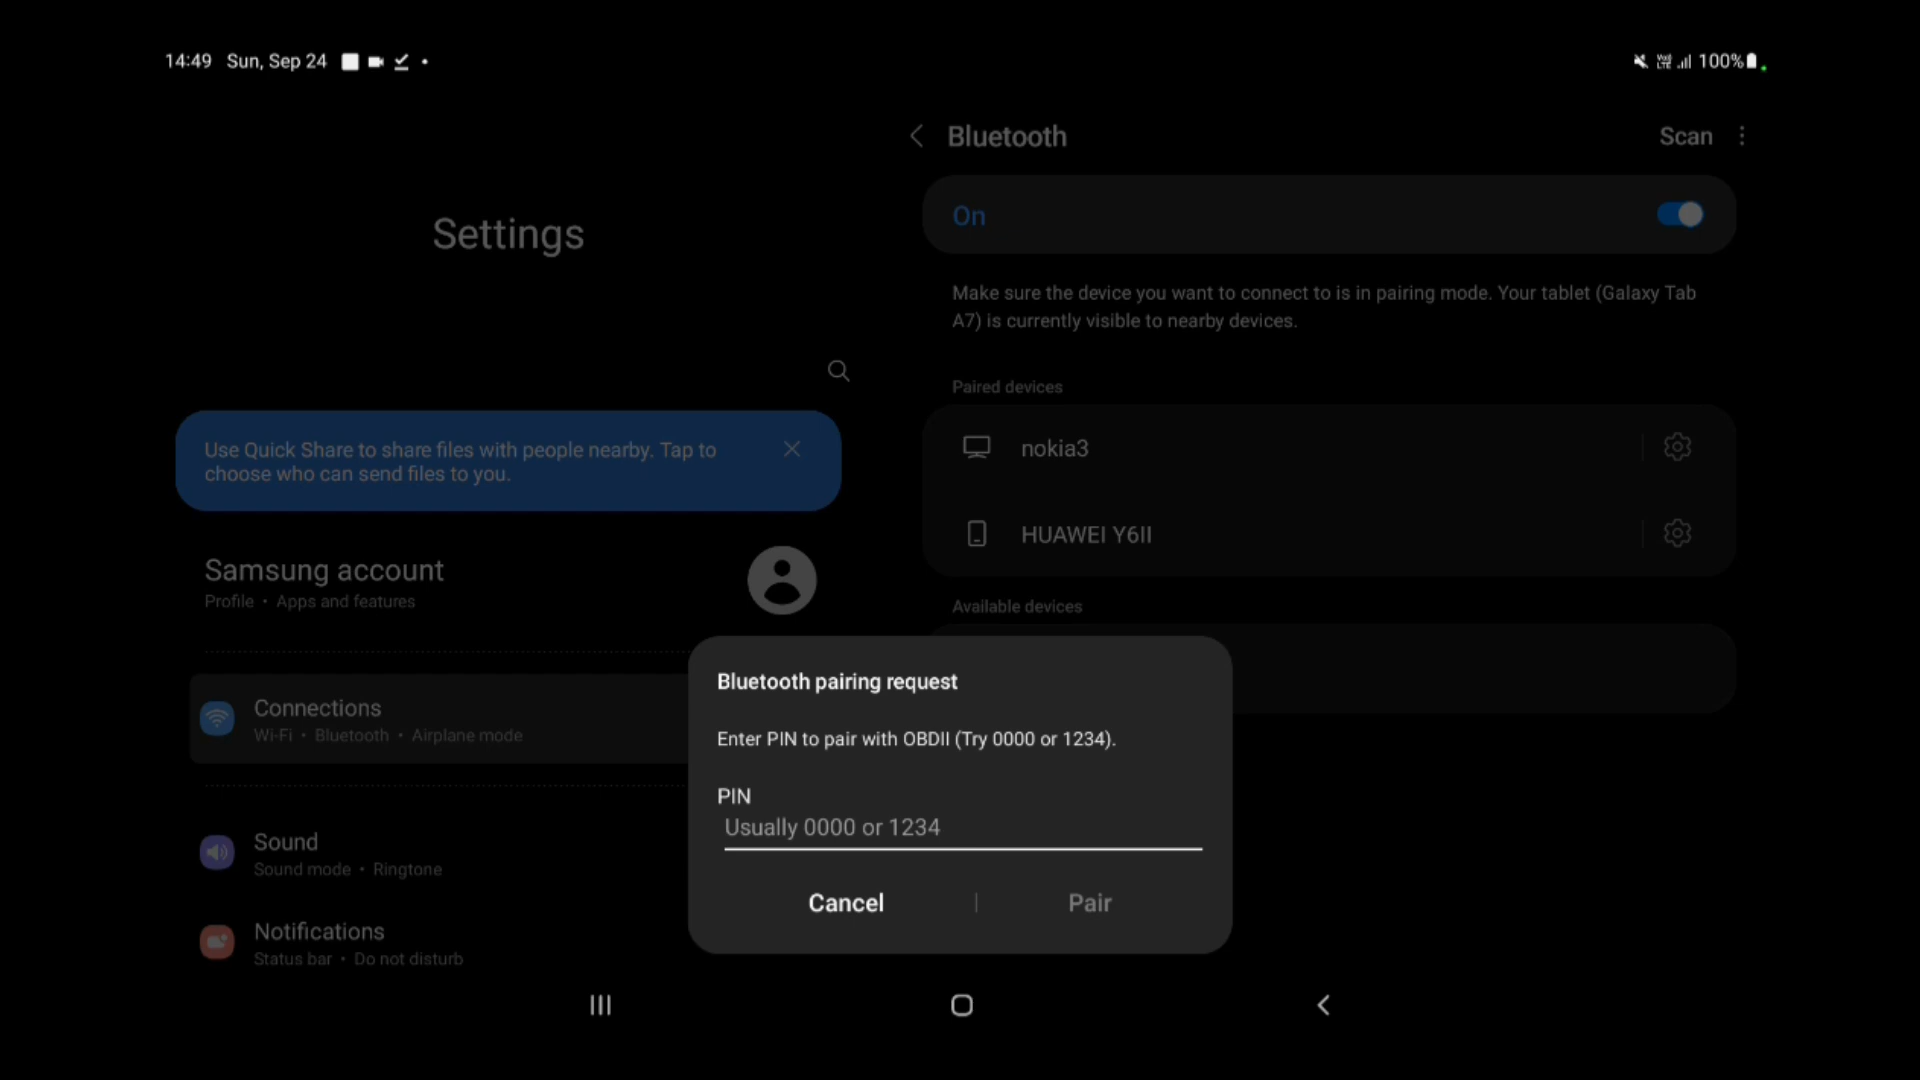 14:49 Sun, Sep 24
100%
Bluetooth
Scan
On
Settings
Make sure the device you want to connect to is in pairing mode. Your tablet (Galaxy Tab
A7) is currently visible to nearby devices.
Paired devices
nokia3
HUAWEI Y6II
Available devices
Use Quick Share to share files with people nearby. Tap to
choose who can send files to you.
Samsung account
Profile • Apps and features
Connections
Wi-Fi • Bluetooth • Airplane mode
Sound
Sound mode • Ringtone
Notifications
Status bar • Do not disturb
Bluetooth pairing request
Enter PIN to pair with OBDII (Try 0000 or 1234).
PIN
Usually 0000 or 1234
Cancel
Pair